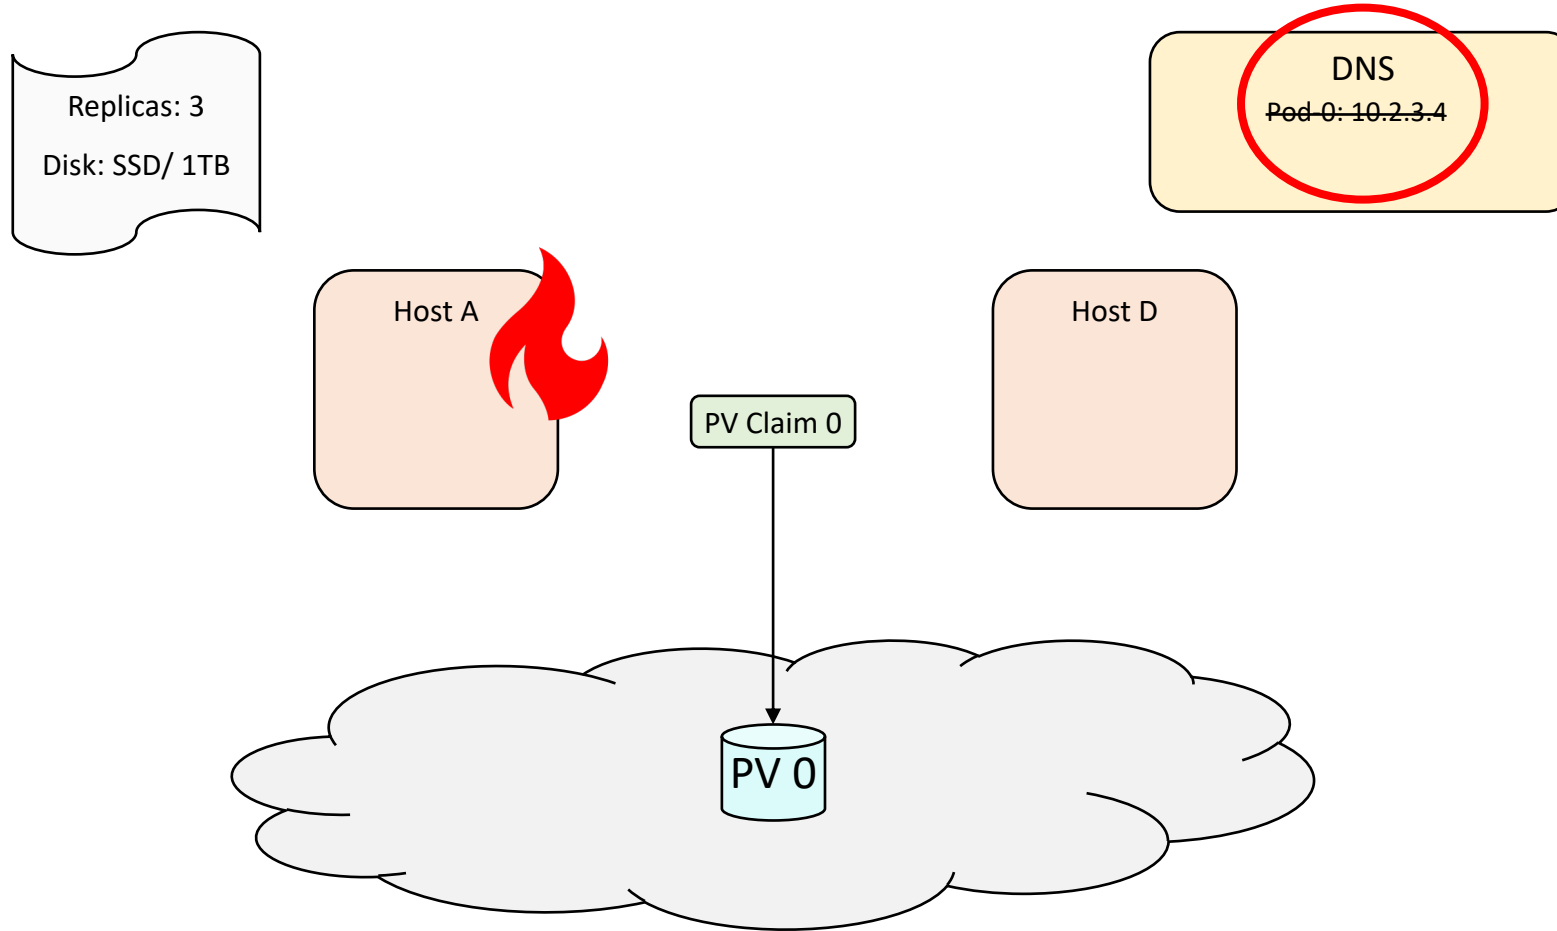 Replicas: 3
Disk: SSD/ 1TB
DNS
Pod-0: 10.2.3.4
Host A
Host D
PV Claim 0
PV 0